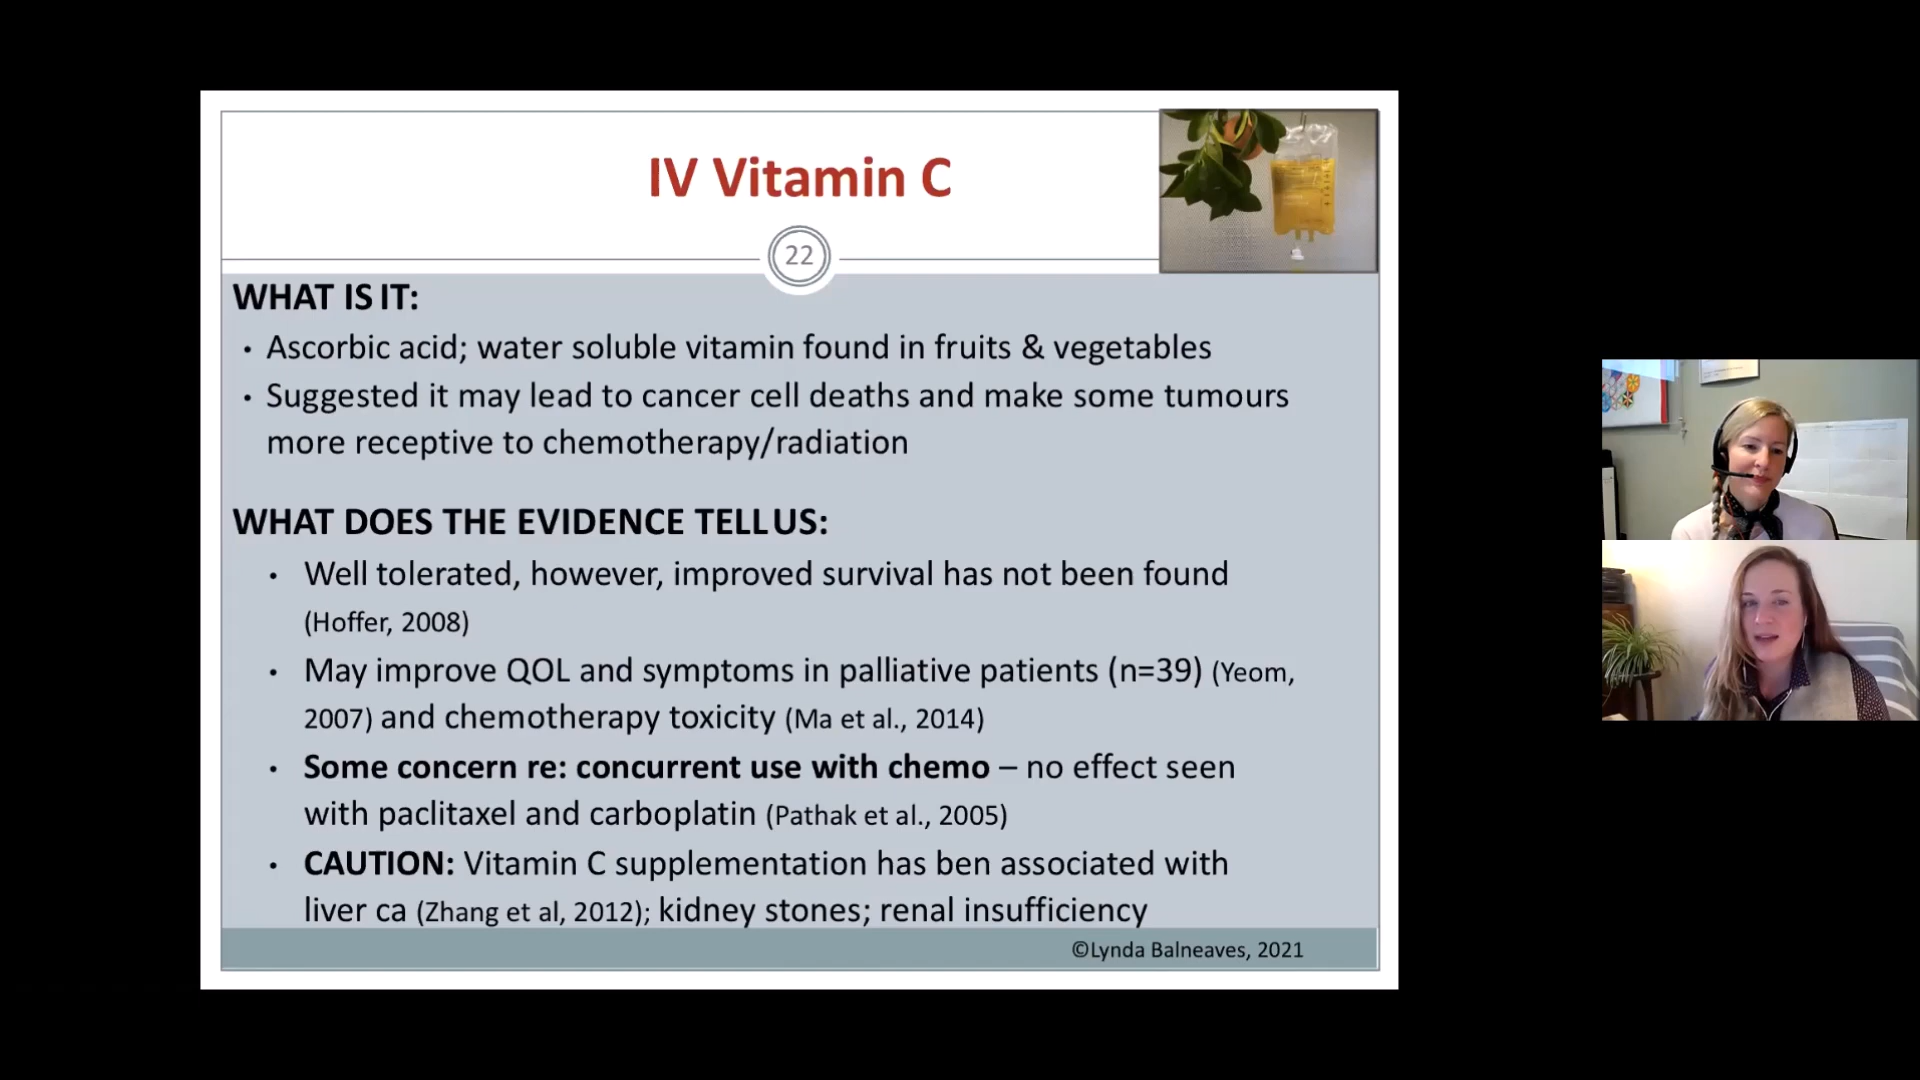 IV Vitamin C
22
WHAT IS IT:
• Ascorbic acid; water soluble vitamin found in fruits & vegetables
• Suggested it may lead to cancer cell deaths and make some tumours
more receptive to chemotherapy/radiation
WHAT DOES THE EVIDENCE TELL US:
• Well tolerated, however, improved survival has not been found
(Hoffer, 2008)
• May improve QOL and symptoms in palliative patients (n=39) (Yeom,
2007) and chemotherapy toxicity (Ma et al., 2014)
• Some concern re: concurrent use with chemo – no effect seen
with paclitaxel and carboplatin (Pathak et al., 2005)
• CAUTION: Vitamin C supplementation has ben associated with
liver ca (Zhang et al, 2012); kidney stones; renal insufficiency
©Lynda Balneaves, 2021